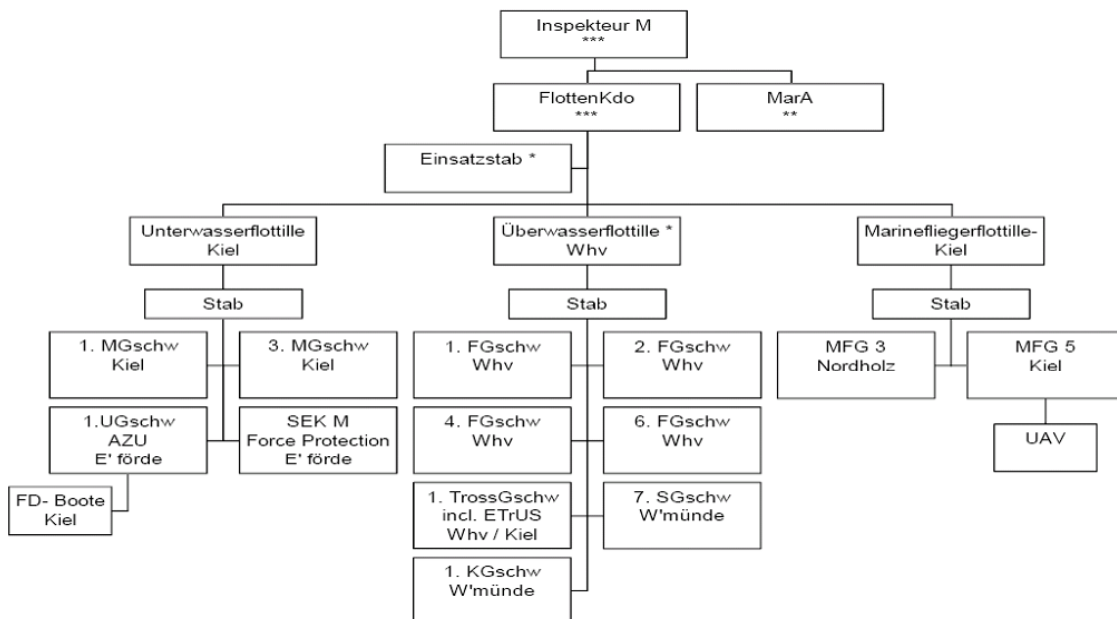 Inspekteur M
***
FlottenKdo
***
MarA
**
Einsatzstab *
Unterwasserflottille
Kiel
Überwasserflottille *
Whv
Marinefliegerflottille-
Kiel
Stab
Stab
Stab
1. MGschw
Kiel
3. MGschw
Kiel
1. FGschw
Whv
2. FGschw
Whv
MFG 3
Nordholz
MFG 5
Kiel
1.UGschw
AZU
E' förde
SEK M
Force Protection
E' förde
4. FGschw
Whv
6. FGschw
Whv
UAV
FD- Boote
Kiel
1. TrossGschw
incl. ETrUS
Whv / Kiel
7. SGschw
W'münde
1. KGschw
W'münde